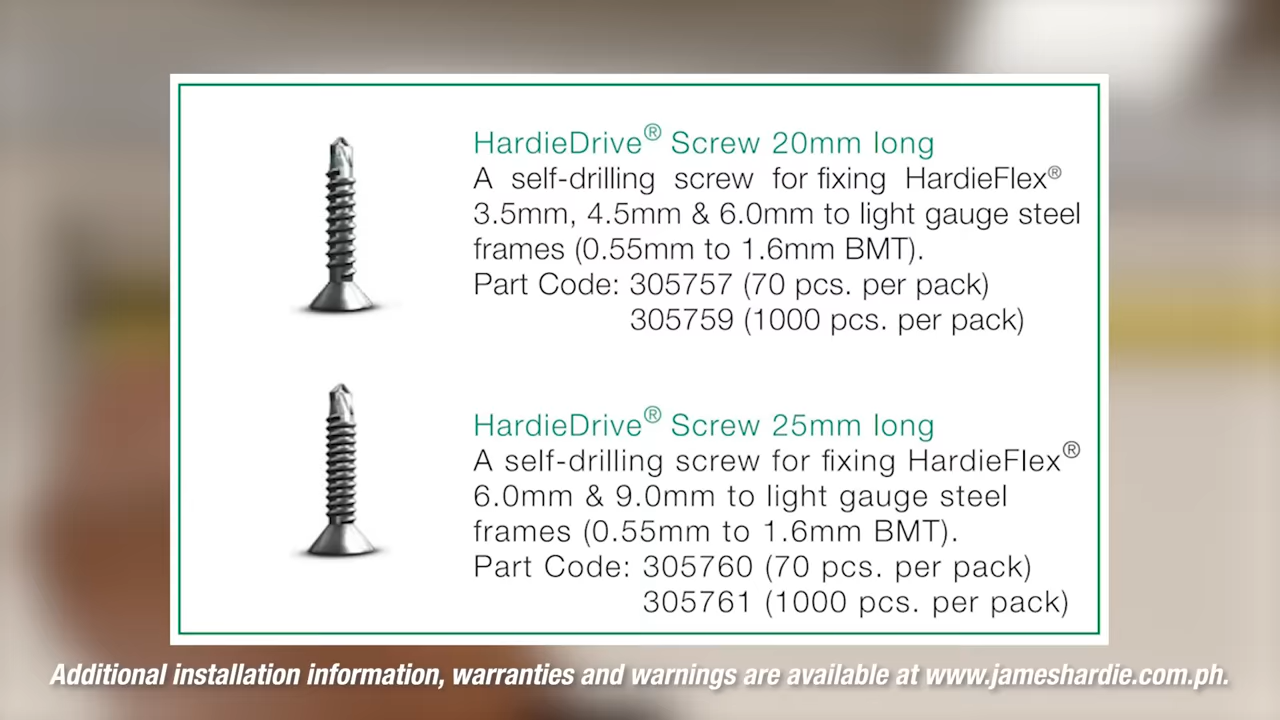 HardieDrive® Screw 20mm long
A self-drilling screw for fixing HardieFlex®
3.5mm, 4.5mm & 6.0mm to light gauge steel
frames (0.55mm to 1.6mm BMT).
Part Code: 305757 (70 pcs. per pack)
305759 (1000 pcs. per pack)
HardieDrive® Screw 25mm long
A self-drilling screw for fixing HardieFlex®
6.0mm & 9.0mm to light gauge steel
frames (0.55mm to 1.6mm BMT).
Part Code: 305760 (70 pcs. per pack)
305761 (1000 pcs. per pack)
Additional installation information, warranties and warnings are available at www.jameshardie.com.ph.